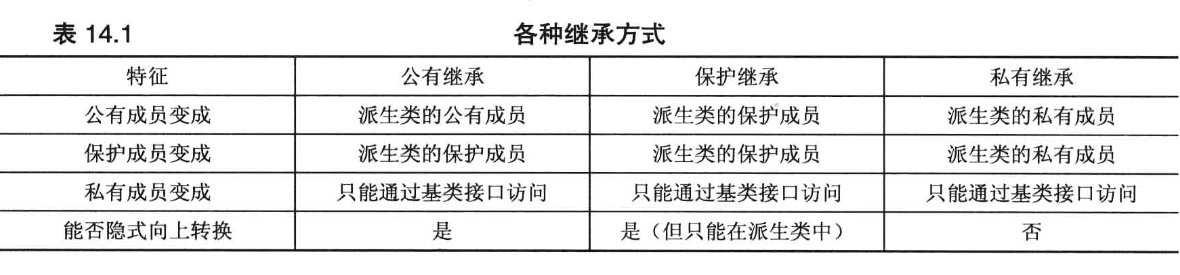 表 14.1 各种继承方式
特征 公有继承 保护继承 私有继承
公有成员变成 派生类的公有成员 派生类的保护成员 派生类的私有成员
保护成员变成 派生类的保护成员 派生类的保护成员 派生类的私有成员
私有成员变成 只能通过基类接口访问 只能通过基类接口访问 只能通过基类接口访问
能否隐式向上转换 是 是（但只能在派生类中） 否